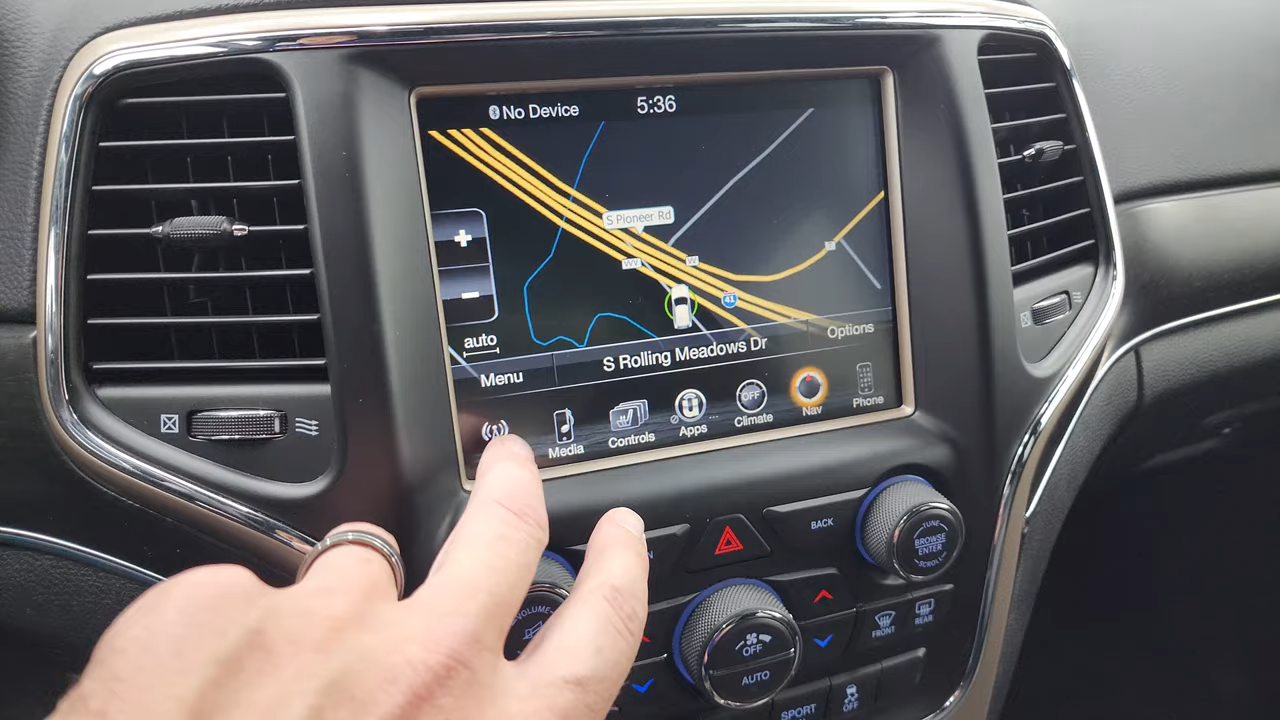 No Device
5:36
S Pioneer Rd
VV
41
auto
S Rolling Meadows Dr
Options
Menu
Media
Controls
Apps
OFF
Climate
Nav
Phone
BACK
TUNE
BROWSE
ENTER
SCROLL
VOLUME
OFF
AUTO
FRONT
REAR
SPORT
OFF